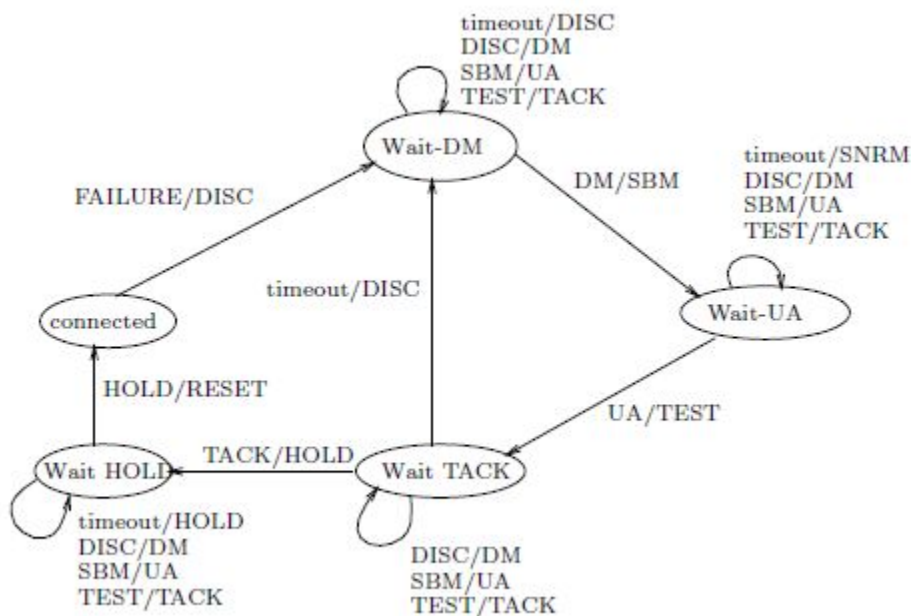 timeout/DISC
DISC/DM
SBM/UA
TEST/TACK
Wait-DM
timeout/SNRM
DISC/DM
SBM/UA
TEST/TACK
DM/SBM
FAILURE/DISC
timeout/DISC
connected
Wait-UA
HOLD/RESET
UA/TEST
TACK/HOLD
Wait HOLD
Wait TACK
timeout/HOLD
DISC/DM
SBM/UA
TEST/TACK
DISC/DM
SBM/UA
TEST/TACK